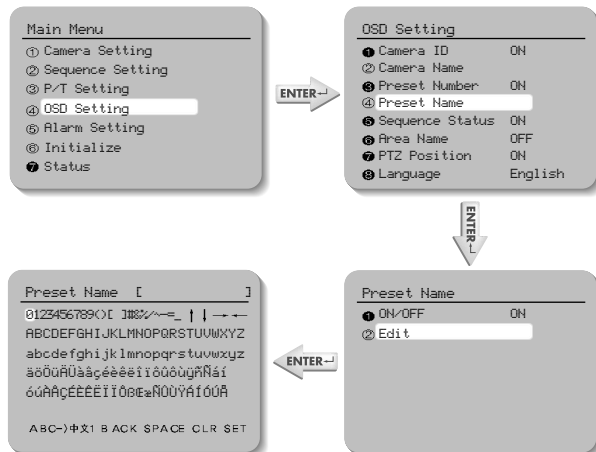 Main Menu
① Camera Setting
② Sequence Setting
③ P/T Setting
④ OSD Setting
⑤ Alarm Setting
⑥ Initialize
❼ Status
ENTER↵
OSD Setting
❶ Camera ID ON
② Camera Name
❸ Preset Number ON
④ Preset Name
❺ Sequence Status ON
❻ Area Name OFF
❼ PTZ Position ON
❽ Language English
ENTER↵
Preset Name
❶ ON/OFF ON
② Edit
ENTER↵
Preset Name [ ]
0123456789()[ ]#$%/~-=_ ↑ ↓ → ←
ABCDEFGHIJKLMNOPQRSTUVWXYZ
abcdefghijklmnopqrstuvwxyz
ABC-)中文1 BACK SPACE CLR SET